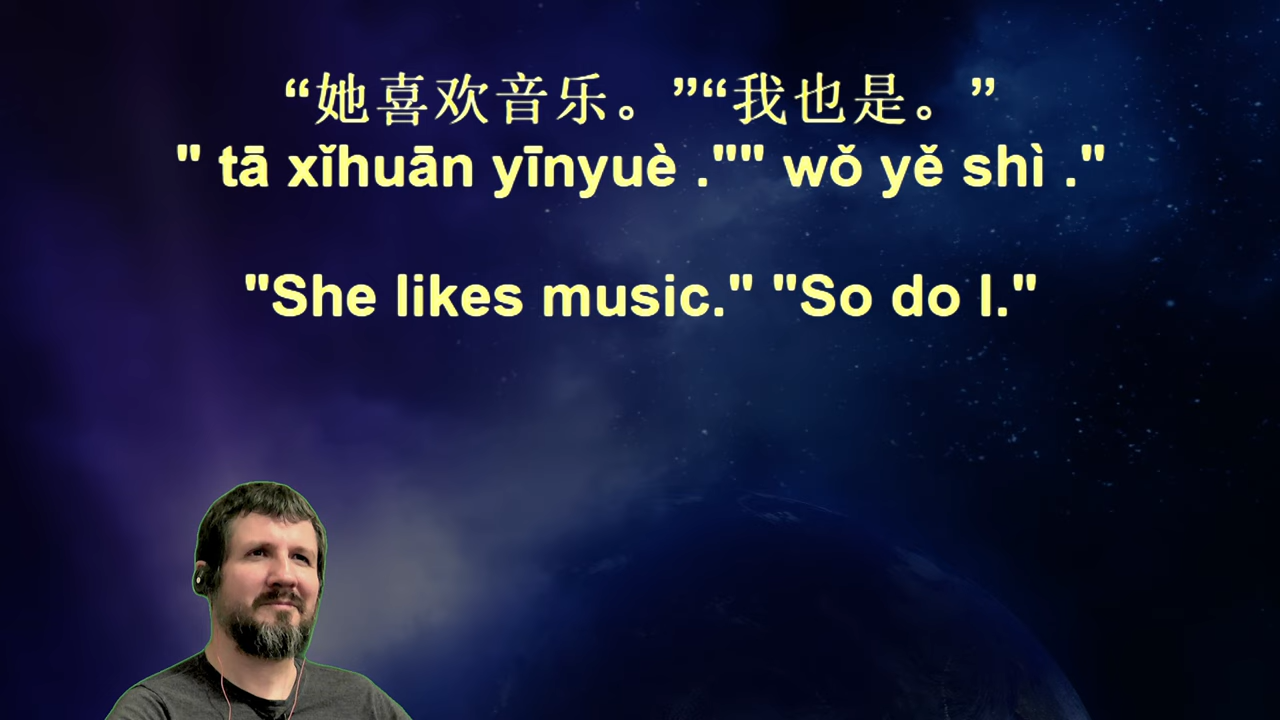 “她喜欢音乐。”“我也是。”
" tā xǐhuān yīnyuè ."" wǒ yě shì ."
"She likes music." "So do I."